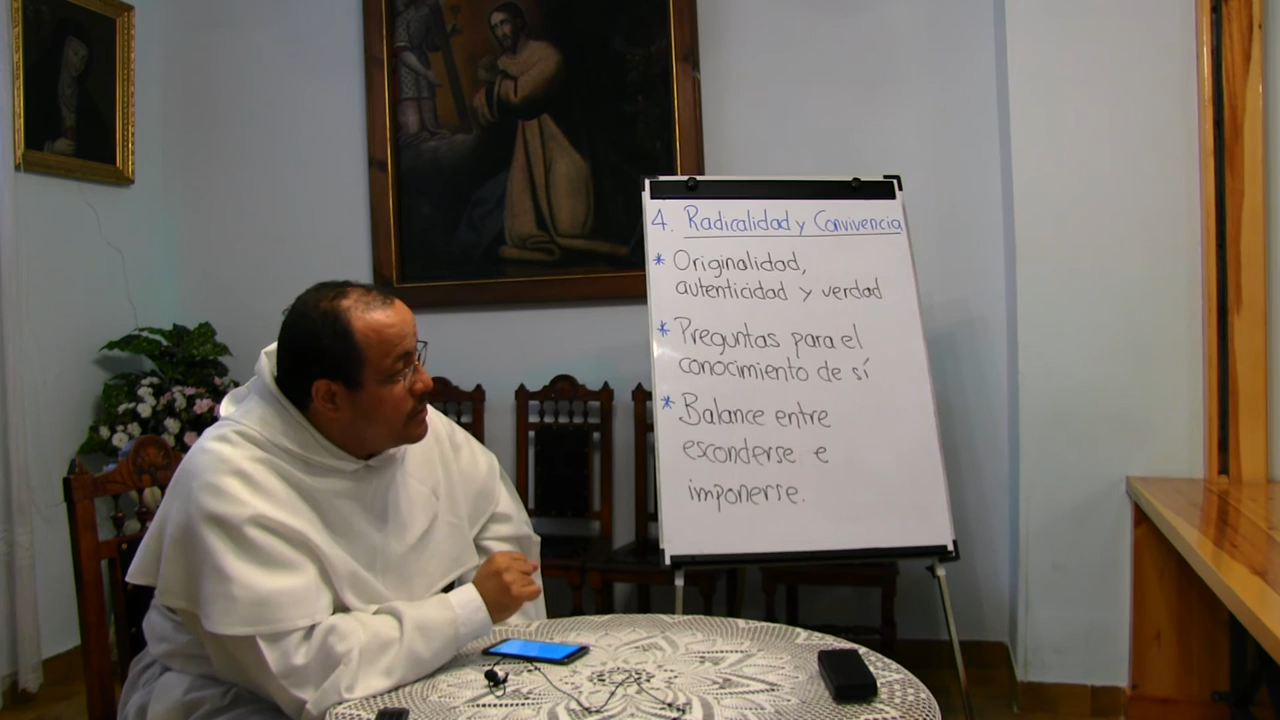 4. Radicalidad y Convivencia
* Originalidad,
autenticidad y verdad
* Preguntas para el
conocimiento de sí
* Balance entre
esconderse e
imponerse.